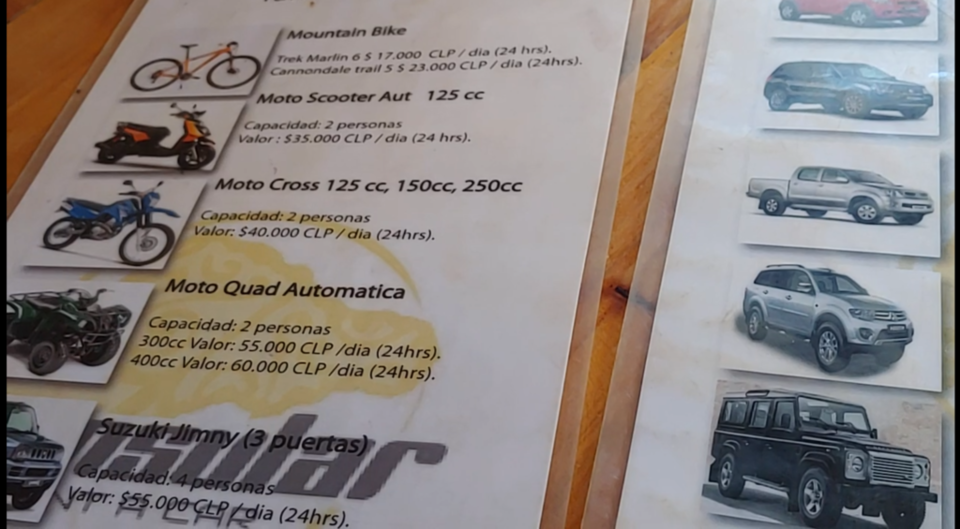 Mountain Bike
Trek Marlin 6 $ 17.000 CLP / dia (24 hrs).
Cannondale trail 5 $ 23.000 CLP / dia (24hrs).
Moto Scooter Aut 125 cc
Capacidad: 2 personas
Valor : $35.000 CLP / dia (24 hrs).
Moto Cross 125 cc, 150cc, 250cc
Capacidad: 2 personas
Valor: $40.000 CLP / dia (24hrs).
Moto Quad Automatica
Capacidad: 2 personas
300cc Valor: 55.000 CLP /dia (24hrs).
400cc Valor: 60.000 CLP /dia (24hrs).
Suzuki Jimny (3 puertas)
Capacidad: 4 personas
Valor: $55.000 CLP / dia (24hrs).